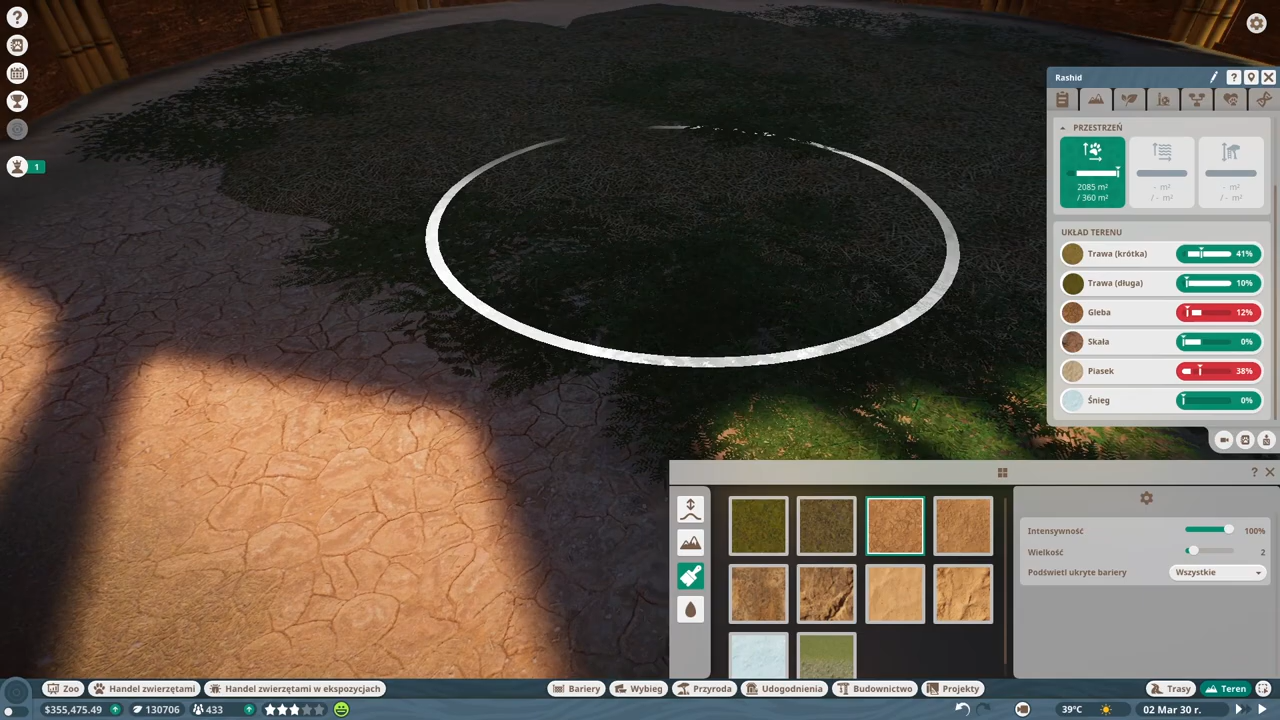 1
Rashid
PRZESTRZEŃ
2085 m²
/ 360 m²
- m²
/ - m²
- m²
/ - m²
UKŁAD TERENU
Trawa (krótka) 41%
Trawa (długa) 10%
Gleba 12%
Skała 0%
Piasek 38%
Śnieg 0%
Intensywność 100%
Wielkość 2
Podświetl ukryte bariery Wszystkie
Zoo Handel zwierzętami Handel zwierzętami w ekspozycjach Bariery Wybieg Przyroda Udogodnienia Budownictwo Projekty Trasy Teren
$355,475.49 130706 433 39°C 02 Mar 30 r.